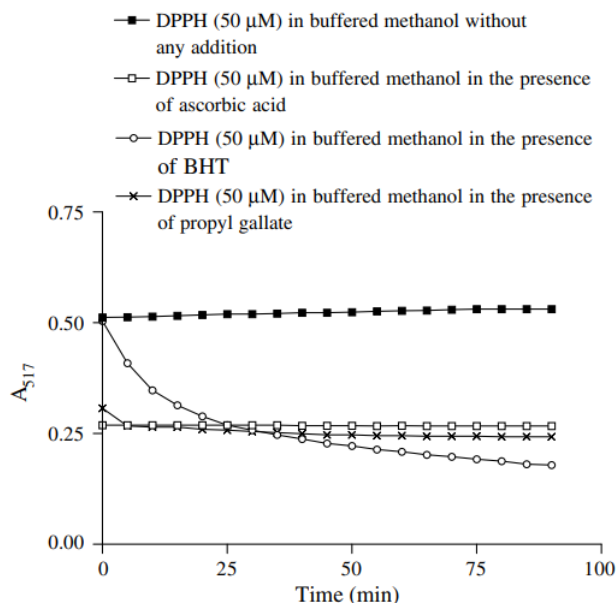 DPPH (50 μM) in buffered methanol without
any addition
DPPH (50 μM) in buffered methanol in the presence
of ascorbic acid
DPPH (50 μM) in buffered methanol in the presence
of BHT
DPPH (50 μM) in buffered methanol in the presence
of propyl gallate
0.75
0.50
0.25
0.00
A517
0 25 50 75 100
Time (min)